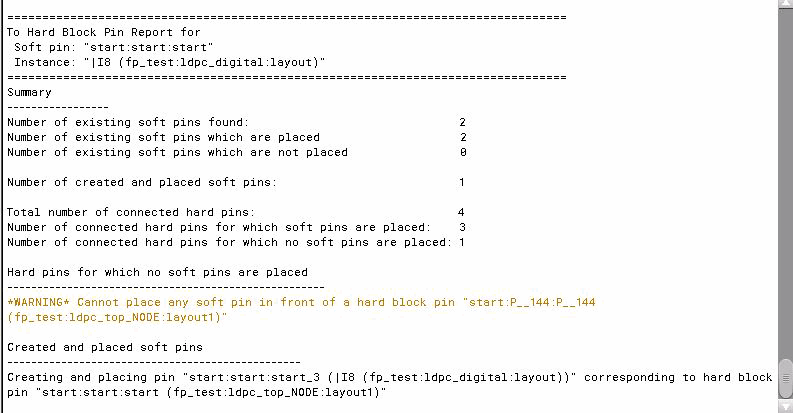 ================================================================================
To Hard Block Pin Report for
Soft pin: "start:start:start"
Instance: "|I8 (fp_test:ldpc_digital:layout)"
================================================================================
Summary
---------------
Number of existing soft pins found: 2
Number of existing soft pins which are placed 2
Number of existing soft pins which are not placed 0
Number of created and placed soft pins: 1
Total number of connected hard pins: 4
Number of connected hard pins for which soft pins are placed: 3
Number of connected hard pins for which no soft pins are placed: 1
Hard pins for which no soft pins are placed
----------------------------------------------
*WARNING* Cannot place any soft pin in front of a hard block pin "start:P__144:P__144
(fp_test:ldpc_top_NODE:layout1)"
Created and placed soft pins
------------------------------------------
Creating and placing pin "start:start:start_3 (|I8 (fp_test:ldpc_digital:layout))" corresponding to hard block
pin "start:start:start (fp_test:ldpc_top_NODE:layout1)"